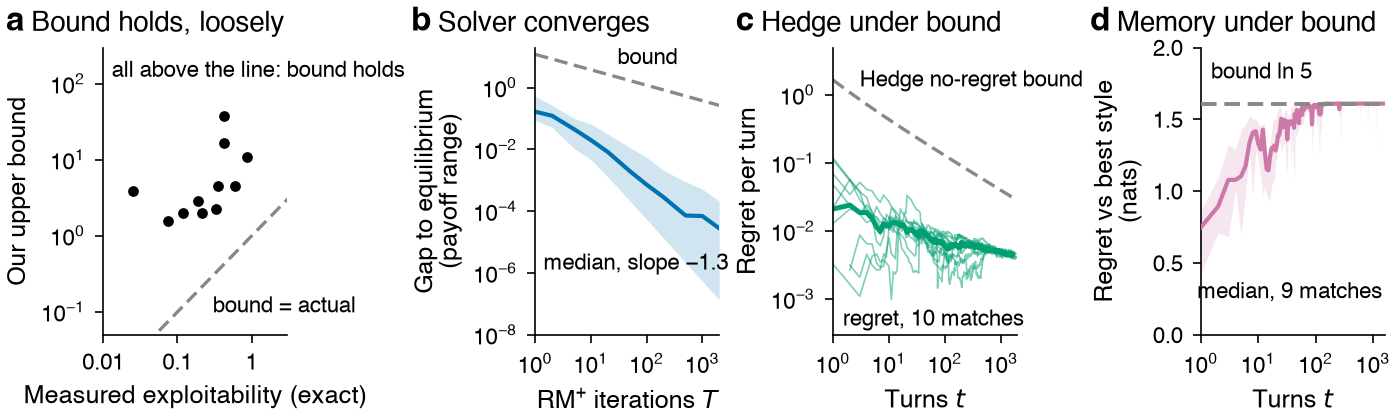 a Bound holds, loosely
Our upper bound
10²
10¹
10⁰
10⁻¹
all above the line: bound holds
bound = actual
0.01
0.1
1
Measured exploitability (exact)
b Solver converges
Gap to equilibrium
(payoff range)
10⁰
10⁻²
10⁻⁴
10⁻⁶
10⁻⁸
bound
median, slope −1.3
10⁰
10¹
10²
10³
RM⁺ iterations T
c Hedge under bound
Regret per turn
10⁰
10⁻¹
10⁻²
10⁻³
Hedge no-regret bound
regret, 10 matches
10⁰
10¹
10²
10³
Turns t
d Memory under bound
Regret vs best style
(nats)
2.0
1.5
1.0
0.5
0.0
bound ln 5
median, 9 matches
10⁰
10¹
10²
10³
Turns t